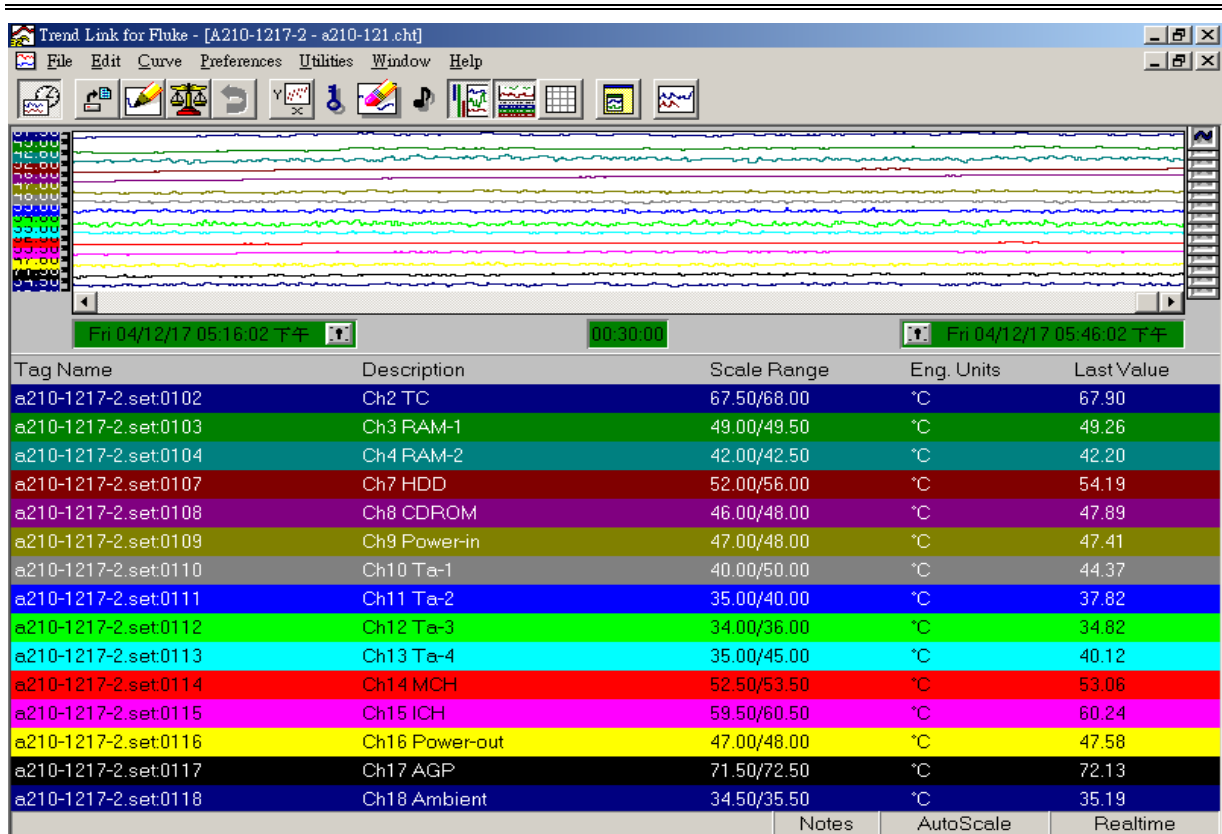 Trend Link for Fluke - [A210-1217-2 - a210-121.cht]
File Edit Curve Preferences Utilities Window Help
Fri 04/12/17 05:16:02 下午 00:30:00 Fri 04/12/17 05:46:02 下午
Tag Name Description Scale Range Eng. Units Last Value
a210-1217-2.set:0102 Ch2 TC 67.50/68.00 °C 67.90
a210-1217-2.set:0103 Ch3 RAM-1 49.00/49.50 °C 49.26
a210-1217-2.set:0104 Ch4 RAM-2 42.00/42.50 °C 42.20
a210-1217-2.set:0107 Ch7 HDD 52.00/56.00 °C 54.19
a210-1217-2.set:0108 Ch8 CDROM 46.00/48.00 °C 47.89
a210-1217-2.set:0109 Ch9 Power-in 47.00/48.00 °C 47.41
a210-1217-2.set:0110 Ch10 Ta-1 40.00/50.00 °C 44.37
a210-1217-2.set:0111 Ch11 Ta-2 35.00/40.00 °C 37.82
a210-1217-2.set:0112 Ch12 Ta-3 34.00/36.00 °C 34.82
a210-1217-2.set:0113 Ch13 Ta-4 35.00/45.00 °C 40.12
a210-1217-2.set:0114 Ch14 MCH 52.50/53.50 °C 53.06
a210-1217-2.set:0115 Ch15 ICH 59.50/60.50 °C 60.24
a210-1217-2.set:0116 Ch16 Power-out 47.00/48.00 °C 47.58
a210-1217-2.set:0117 Ch17 AGP 71.50/72.50 °C 72.13
a210-1217-2.set:0118 Ch18 Ambient 34.50/35.50 °C 35.19
Notes AutoScale Realtime